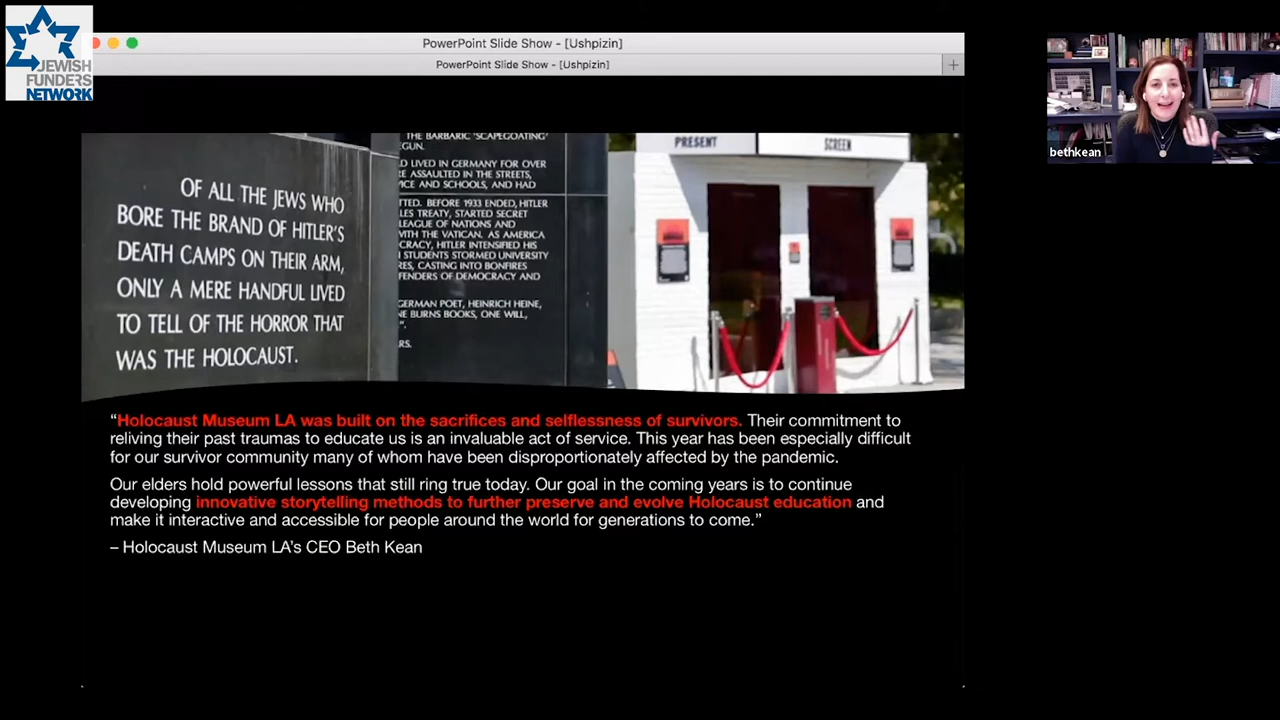 JEWISH
FUNDERS
NETWORK
PowerPoint Slide Show - [Ushpizin]
PowerPoint Slide Show - [Ushpizin]
bethkean
OF ALL THE JEWS WHO
BORE THE BRAND OF HITLER'S
DEATH CAMPS ON THEIR ARM,
ONLY A MERE HANDFUL LIVED
TO TELL OF THE HORROR THAT
WAS THE HOLOCAUST.
THE BARBARIC 'SCAPEGOATING'
EGUN.
D LIVED IN GERMANY FOR OVER
RE ASSAULTED IN THE STREETS,
ICE AND SCHOOLS, AND HAD
TTED. BEFORE 1933 ENDED, HITLER
LES TREATY, STARTED SECRET
LEAGUE OF NATIONS AND
WITH THE VATICAN. AS AMERICA
CRACY, HITLER INTENSIFIED HIS
STUDENTS STORMED UNIVERSITY
RES, CASTING INTO BONFIRES
FENDERS OF DEMOCRACY AND
GERMAN POET, HEINRICH HEINE,
NE BURNS BOOKS, ONE WILL,
RS.
PRESENT
SCREEN
“Holocaust Museum LA was built on the sacrifices and selflessness of survivors. Their commitment to
reliving their past traumas to educate us is an invaluable act of service. This year has been especially difficult
for our survivor community many of whom have been disproportionately affected by the pandemic.
Our elders hold powerful lessons that still ring true today. Our goal in the coming years is to continue
developing innovative storytelling methods to further preserve and evolve Holocaust education and
make it interactive and accessible for people around the world for generations to come.”
– Holocaust Museum LA's CEO Beth Kean